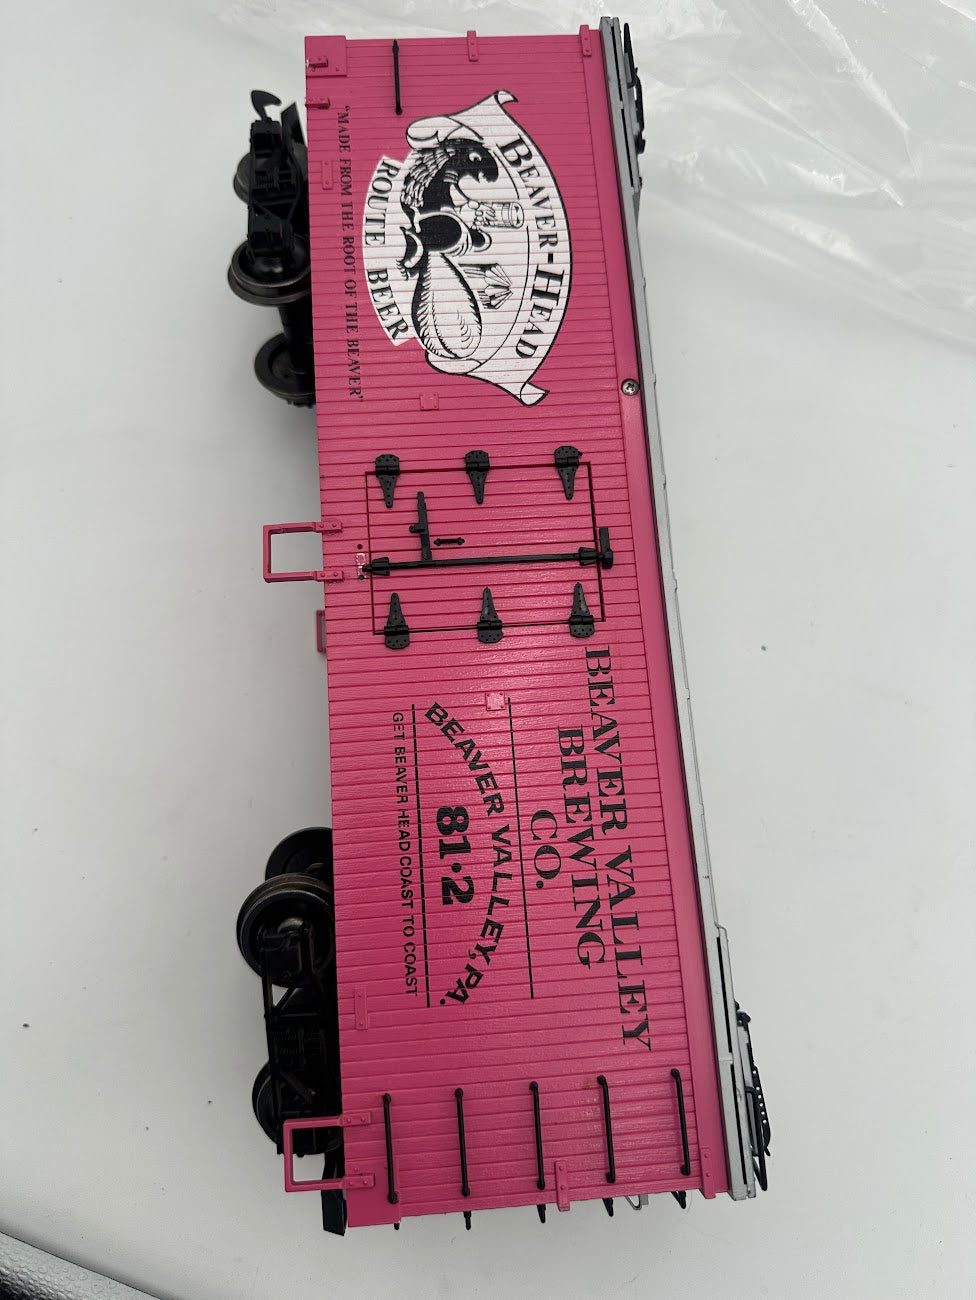 BEAVER-HEAD
ROUTE BEER
"MADE FROM THE ROOT OF THE BEAVER"
BEAVER VALLEY
BREWING
CO.
BEAVER VALLEY, PA.
81·2
GET BEAVER HEAD COAST TO COAST